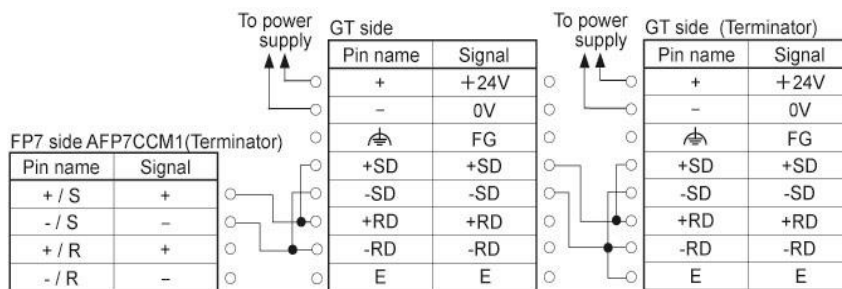 To power supply
GT side
Pin name Signal
+ +24V
− 0V
FG
+SD +SD
-SD -SD
+RD +RD
-RD -RD
E E
To power supply
GT side (Terminator)
Pin name Signal
+ +24V
− 0V
FG
+SD +SD
-SD -SD
+RD +RD
-RD -RD
E E
FP7 side AFP7CCM1(Terminator)
Pin name Signal
+ / S +
- / S −
+ / R +
- / R −